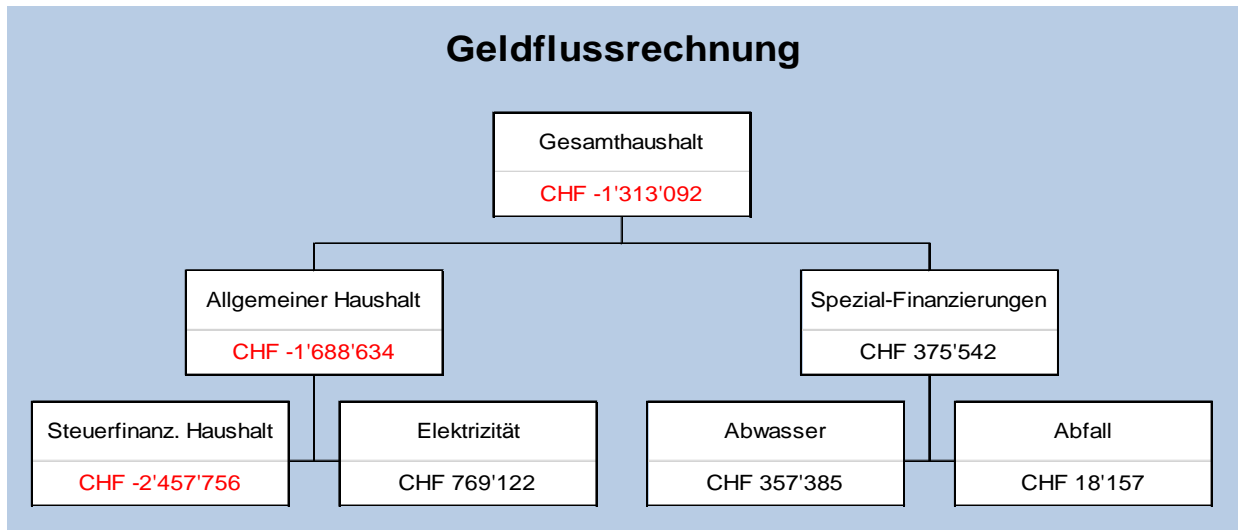 Geldflussrechnung
Gesamthaushalt
CHF -1'313'092
Allgemeiner Haushalt
CHF -1'688'634
Spezial-Finanzierungen
CHF 375'542
Steuerfinanz. Haushalt
CHF -2'457'756
Elektrizität
CHF 769'122
Abwasser
CHF 357'385
Abfall
CHF 18'157